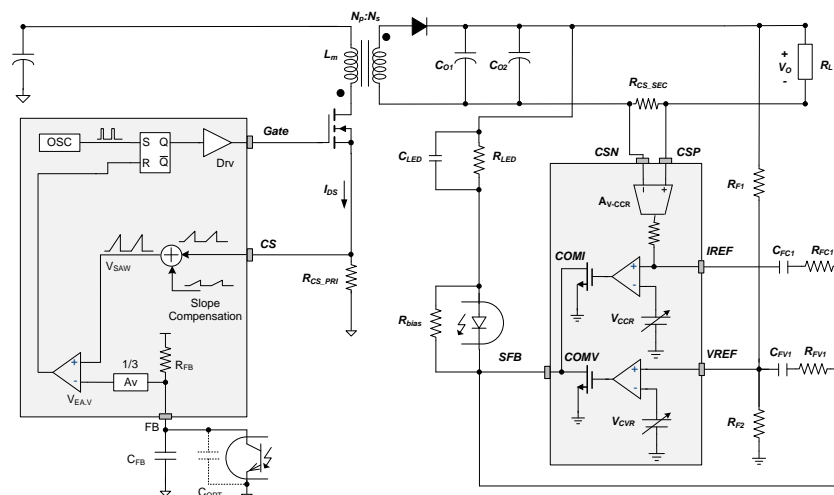 Np:Ns
Lm
CO1
CO2
+
VO
-
RL
RCS_SEC
OSC
S Q
R Q̅
Drv
Gate
CLED
RLED
CSN
CSP
AV-CCR
RF1
IDS
CS
VSAW
RCS_PRI
Slope
Compensation
COMI
IREF
CFC1
RFC1
VCCR
Rbias
SFB
COMV
VREF
CFV1
RFV1
1/3
Av
RFB
VEA.V
VCVR
RF2
FB
CFB
COPT